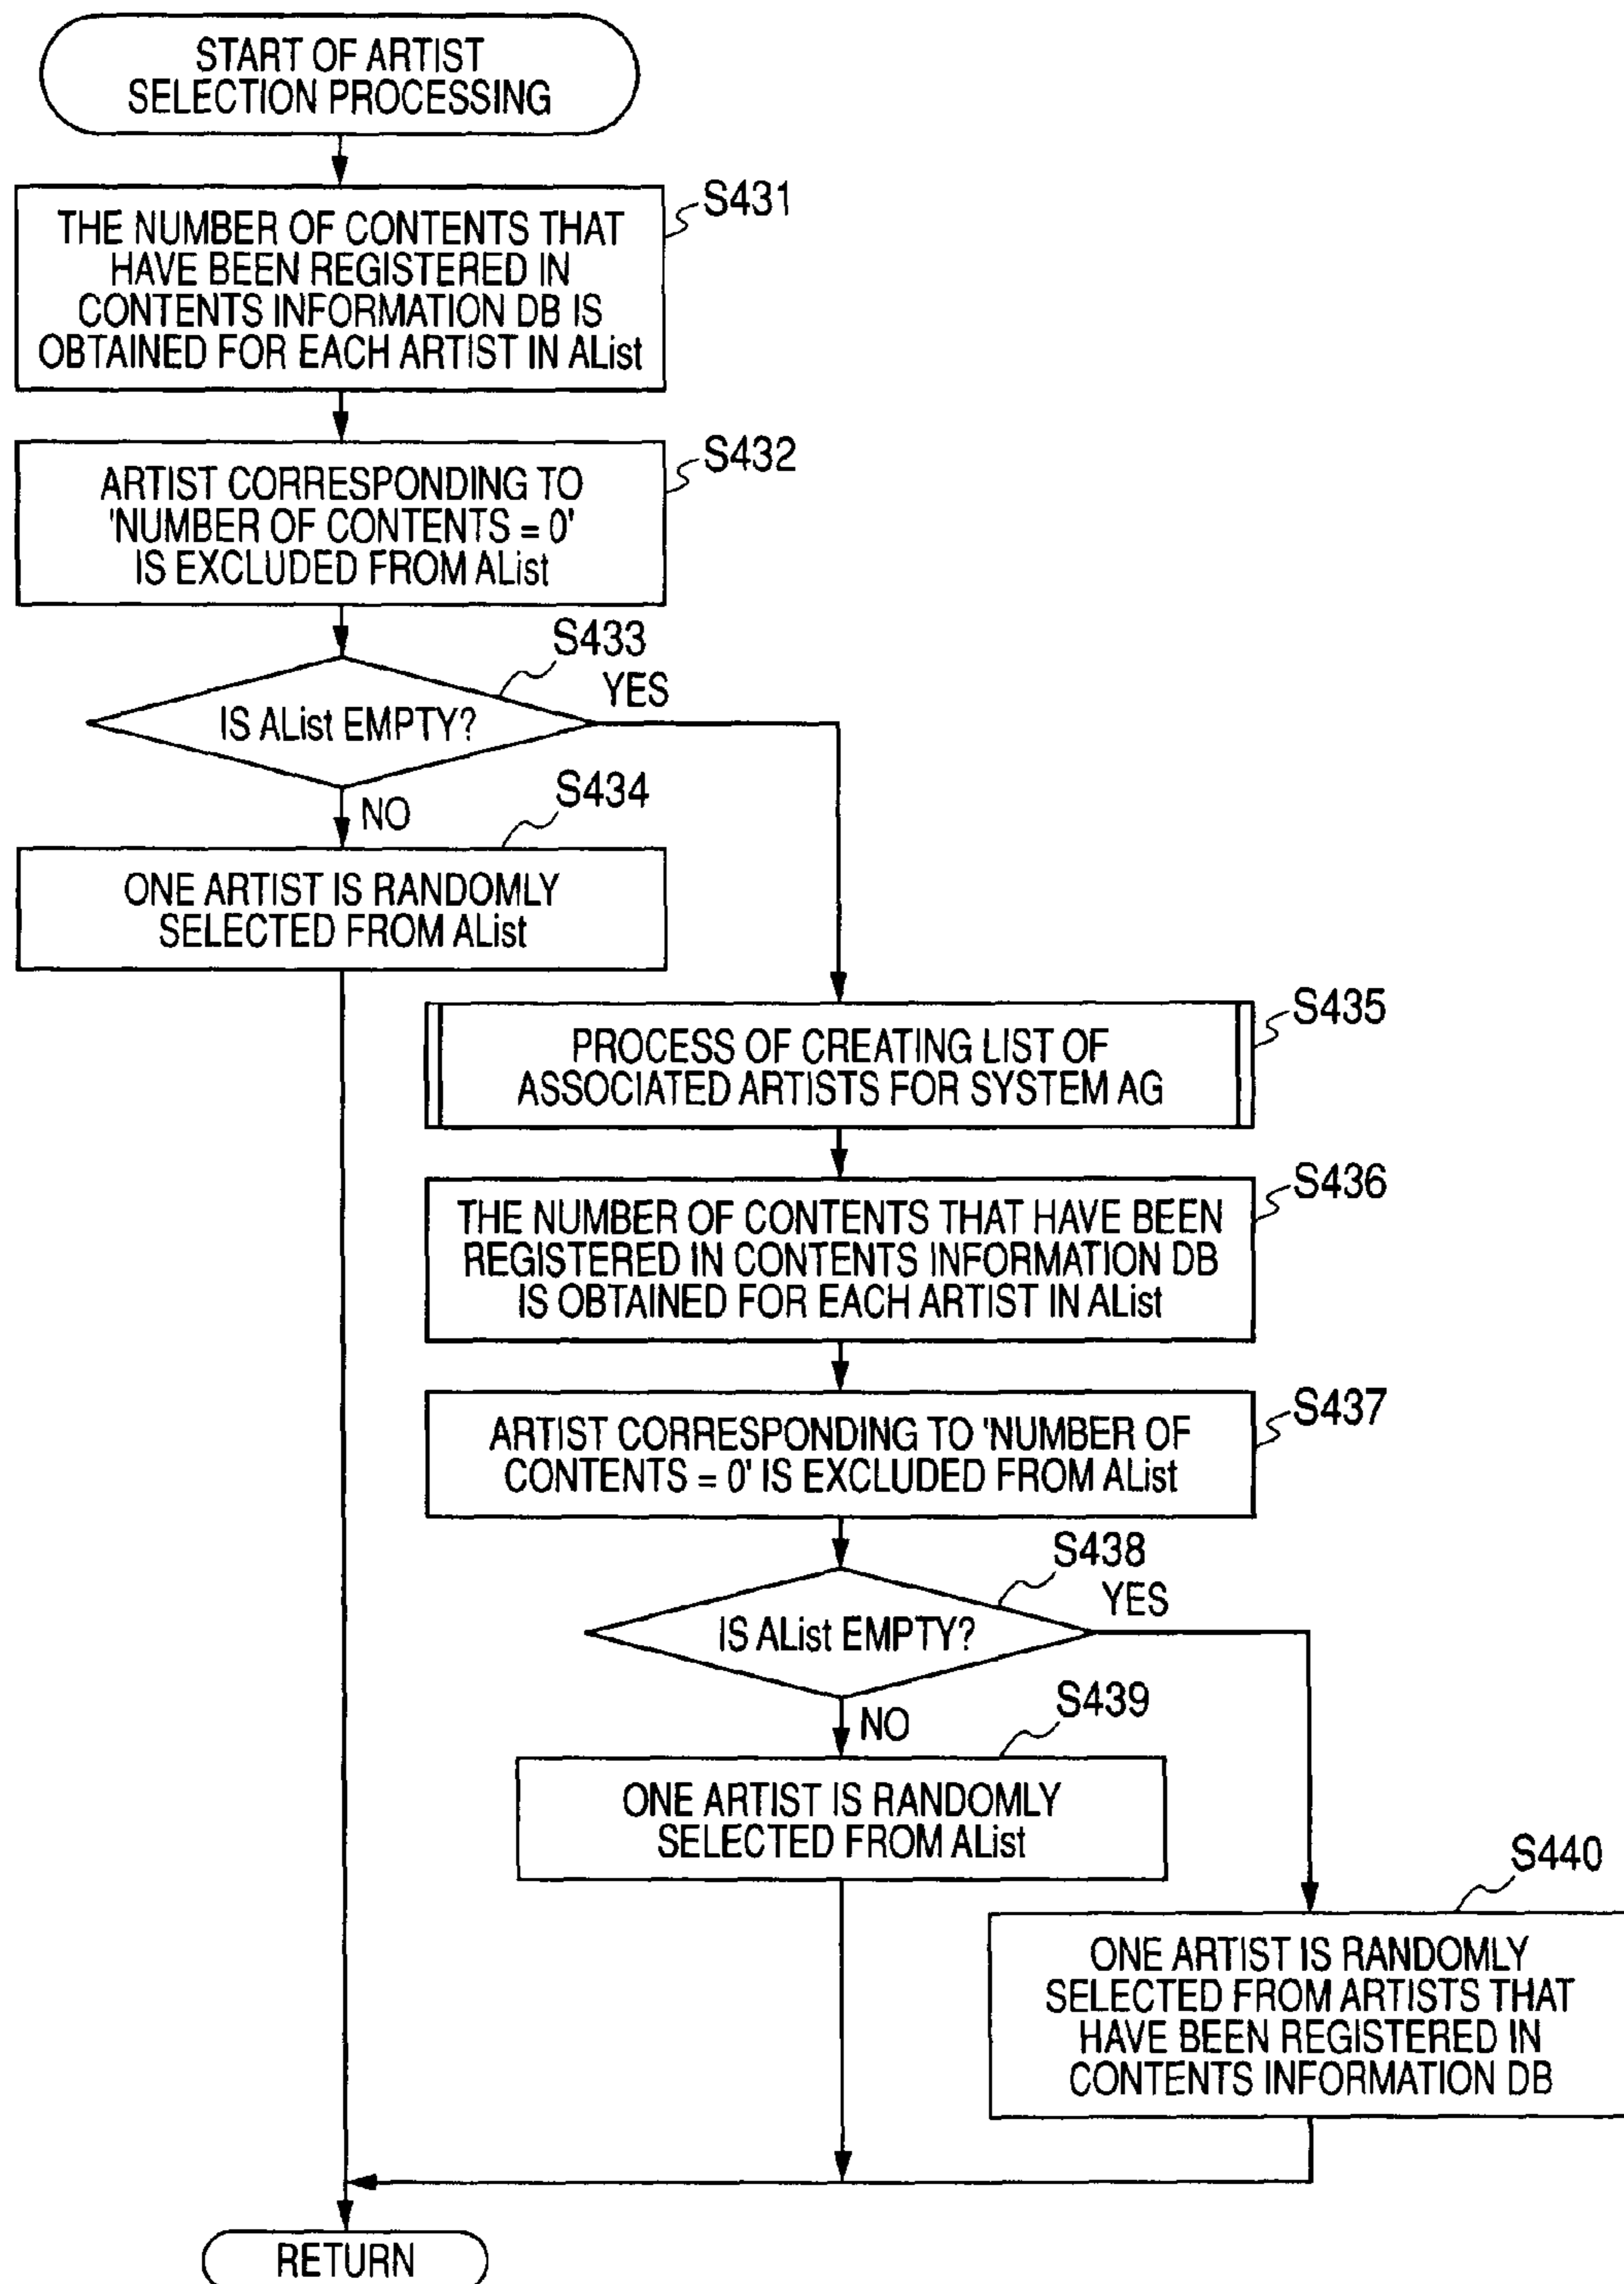 START OF ARTIST
SELECTION PROCESSING
THE NUMBER OF CONTENTS THAT
HAVE BEEN REGISTERED IN
CONTENTS INFORMATION DB IS
OBTAINED FOR EACH ARTIST IN AList
S431
ARTIST CORRESPONDING TO
'NUMBER OF CONTENTS = 0'
IS EXCLUDED FROM AList
S432
S433
IS AList EMPTY?
YES
NO
S434
ONE ARTIST IS RANDOMLY
SELECTED FROM AList
S435
PROCESS OF CREATING LIST OF
ASSOCIATED ARTISTS FOR SYSTEM AG
S436
THE NUMBER OF CONTENTS THAT HAVE BEEN
REGISTERED IN CONTENTS INFORMATION DB
IS OBTAINED FOR EACH ARTIST IN AList
S437
ARTIST CORRESPONDING TO 'NUMBER OF
CONTENTS = 0' IS EXCLUDED FROM AList
S438
IS AList EMPTY?
YES
NO
S439
ONE ARTIST IS RANDOMLY
SELECTED FROM AList
S440
ONE ARTIST IS RANDOMLY
SELECTED FROM ARTISTS THAT
HAVE BEEN REGISTERED IN
CONTENTS INFORMATION DB
RETURN